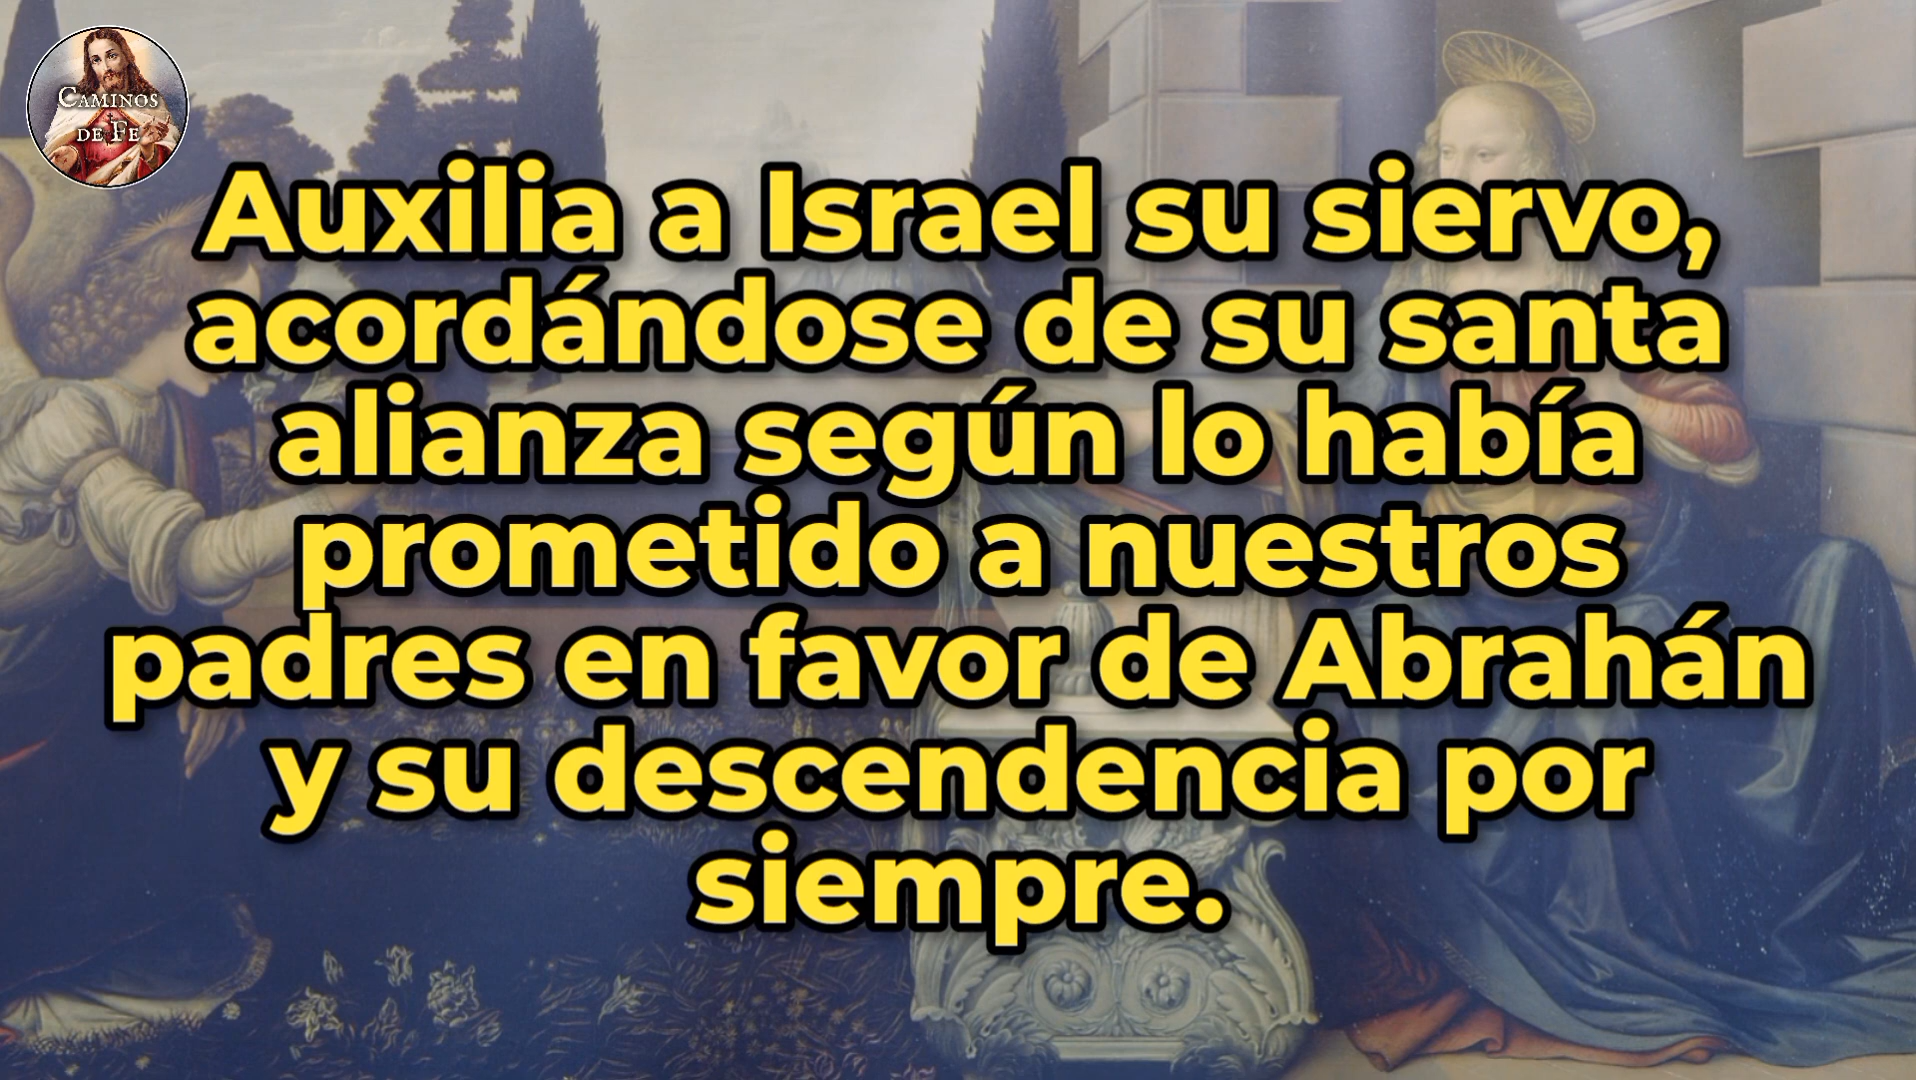 CAMINOS
DE FE
Auxilia a Israel su siervo,
acordándose de su santa
alianza según lo había
prometido a nuestros
padres en favor de Abrahán
y su descendencia por
siempre.